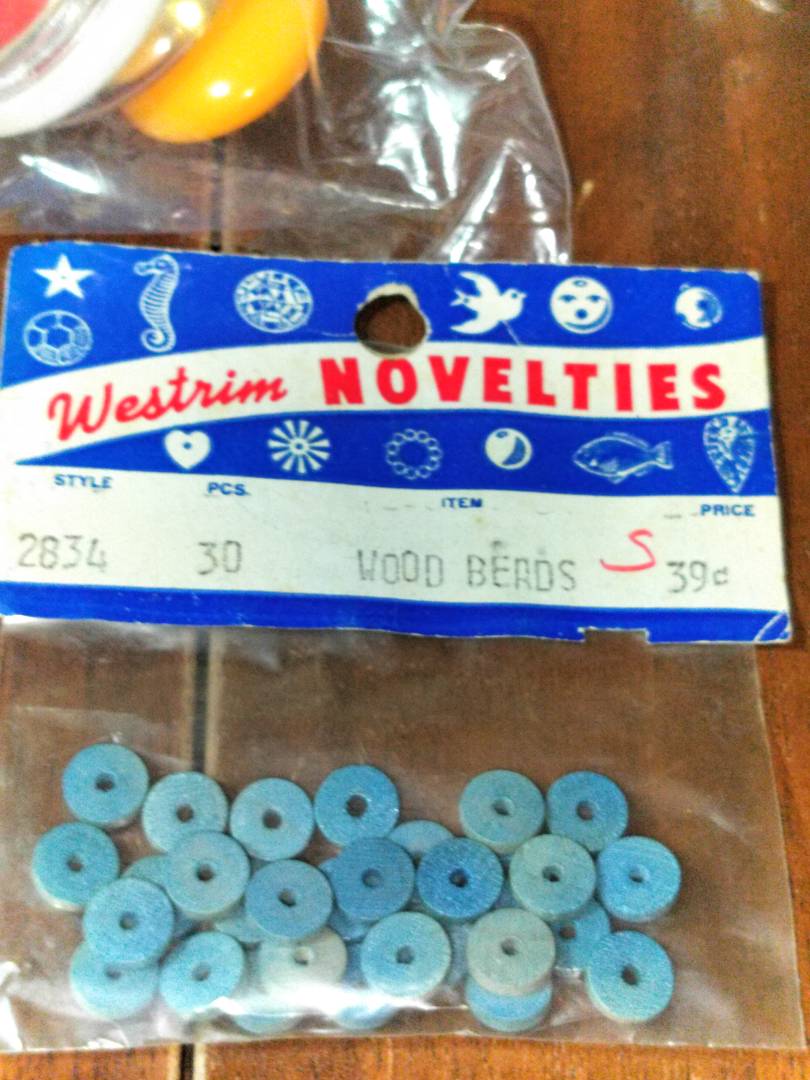 Westrim NOVELTIES
STYLE PCS. ITEM PRICE
2834 30 WOOD BEADS S 39¢